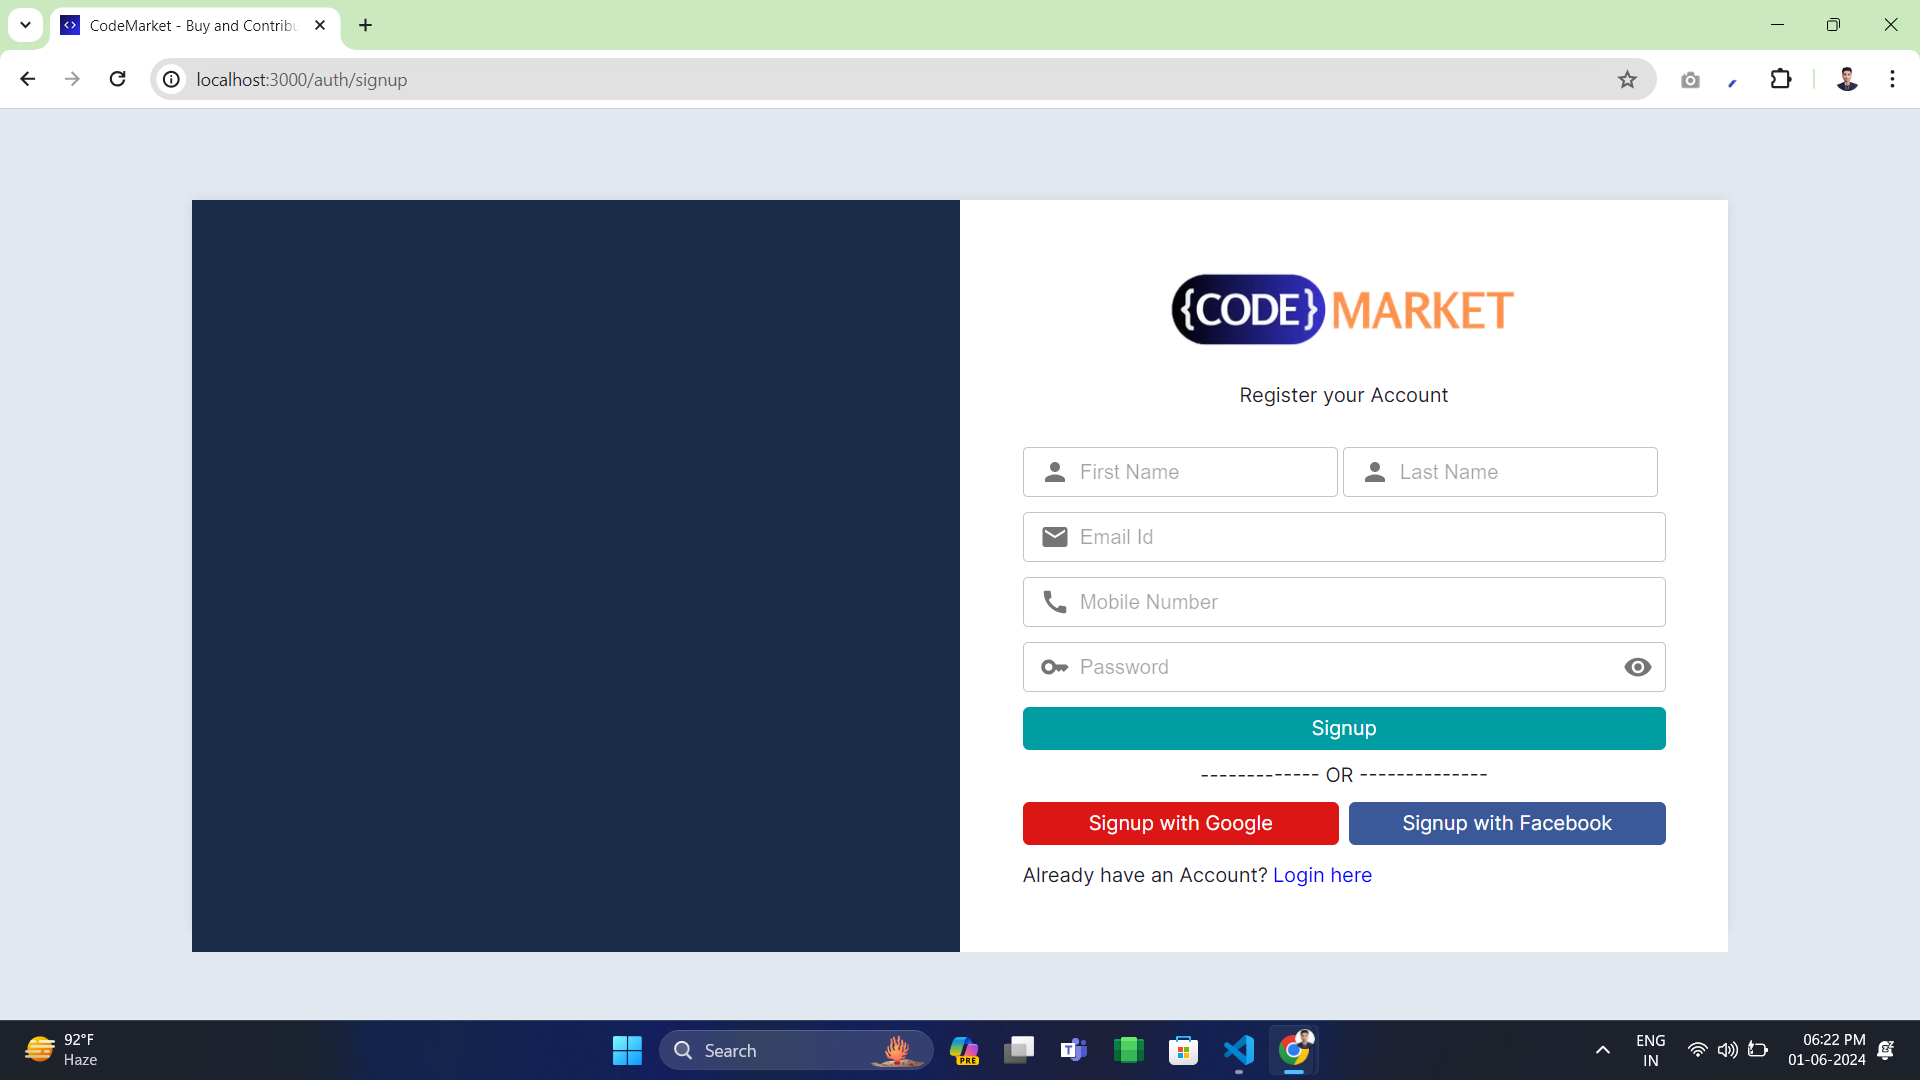 CodeMarket - Buy and Contribu
localhost:3000/auth/signup
{CODE} MARKET
Register your Account
First Name
Last Name
Email Id
Mobile Number
Password
Signup
------------- OR --------------
Signup with Google
Signup with Facebook
Already have an Account? Login here
92°F
Haze
Search
PRE
ENG
IN
06:22 PM
01-06-2024